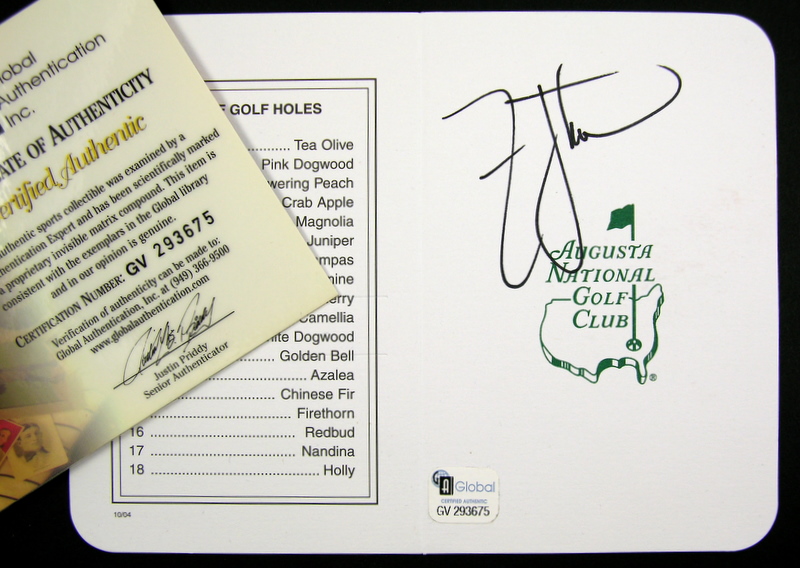 lobal
Authentication
Inc.
ATE OF AUTHENTICITY
ertified Authentic
uthentic sports collectible was examined by a
thentication Expert and has been scientifically marked
a proprietary invisible matrix compound. This item is
consistent with the exemplars in the Global library
and in our opinion is genuine.
CERTIFICATION NUMBER: GV 293675
Verification of authenticity can be made to:
Global Authentication, Inc. at (949) 366-9500
www.globalauthentication.com
Justin Priddy
Senior Authenticator
F GOLF HOLES
Tea Olive
Pink Dogwood
wering Peach
Crab Apple
Magnolia
Juniper
mpas
mine
erry
Camellia
ite Dogwood
Golden Bell
Azalea
Chinese Fir
Firethorn
16 Redbud
17 Nandina
18 Holly
10/04
AUGUSTA
NATIONAL
GOLF
CLUB
®
A Global
CERTIFIED AUTHENTIC
GV 293675